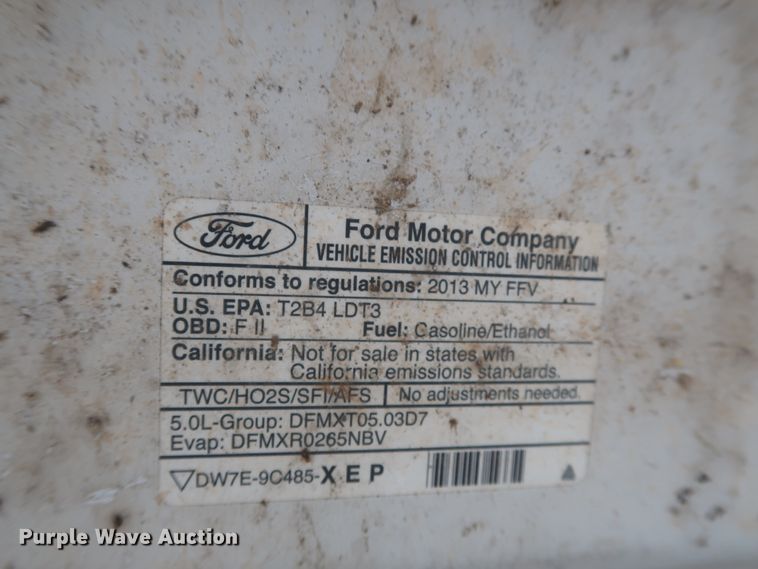 Ford
Ford Motor Company
VEHICLE EMISSION CONTROL INFORMATION
Conforms to regulations: 2013 MY FFV
U.S. EPA: T2B4 LDT3
OBD: F II Fuel: Gasoline/Ethanol
California: Not for sale in states with
California emissions standards.
TWC/HO2S/SFI/AFS No adjustments needed.
5.0L-Group: DFMXT05.03D7
Evap: DFMXR0265NBV
DW7E-9C485-XEP
Purple Wave Auction